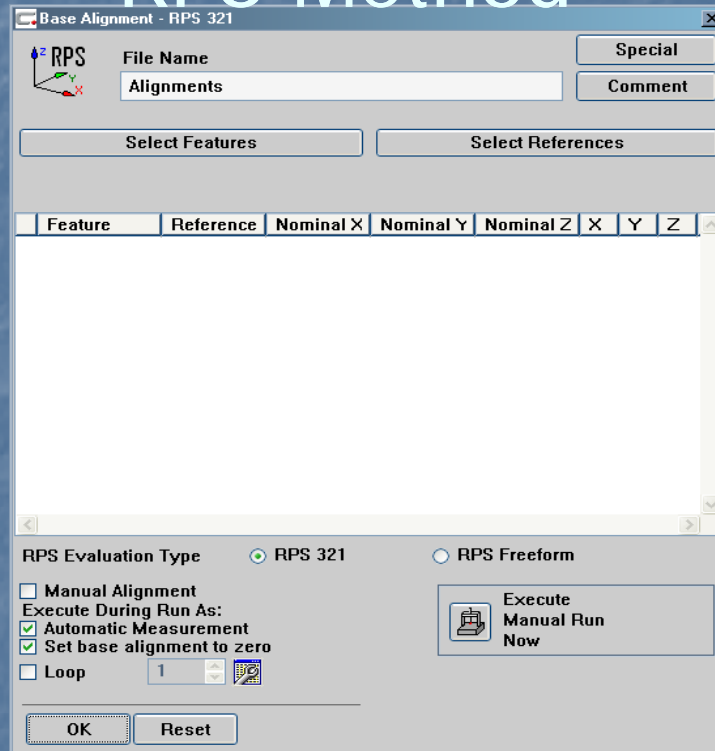 RPS Method
Base Alignment - RPS 321
Z RPS
Y
X
File Name
Alignments
Special
Comment
Select Features
Select References
Feature Reference Nominal X Nominal Y Nominal Z X Y Z
RPS Evaluation Type RPS 321 RPS Freeform
Manual Alignment
Execute During Run As:
Automatic Measurement
Set base alignment to zero
Loop 1
Execute
Manual Run
Now
OK Reset